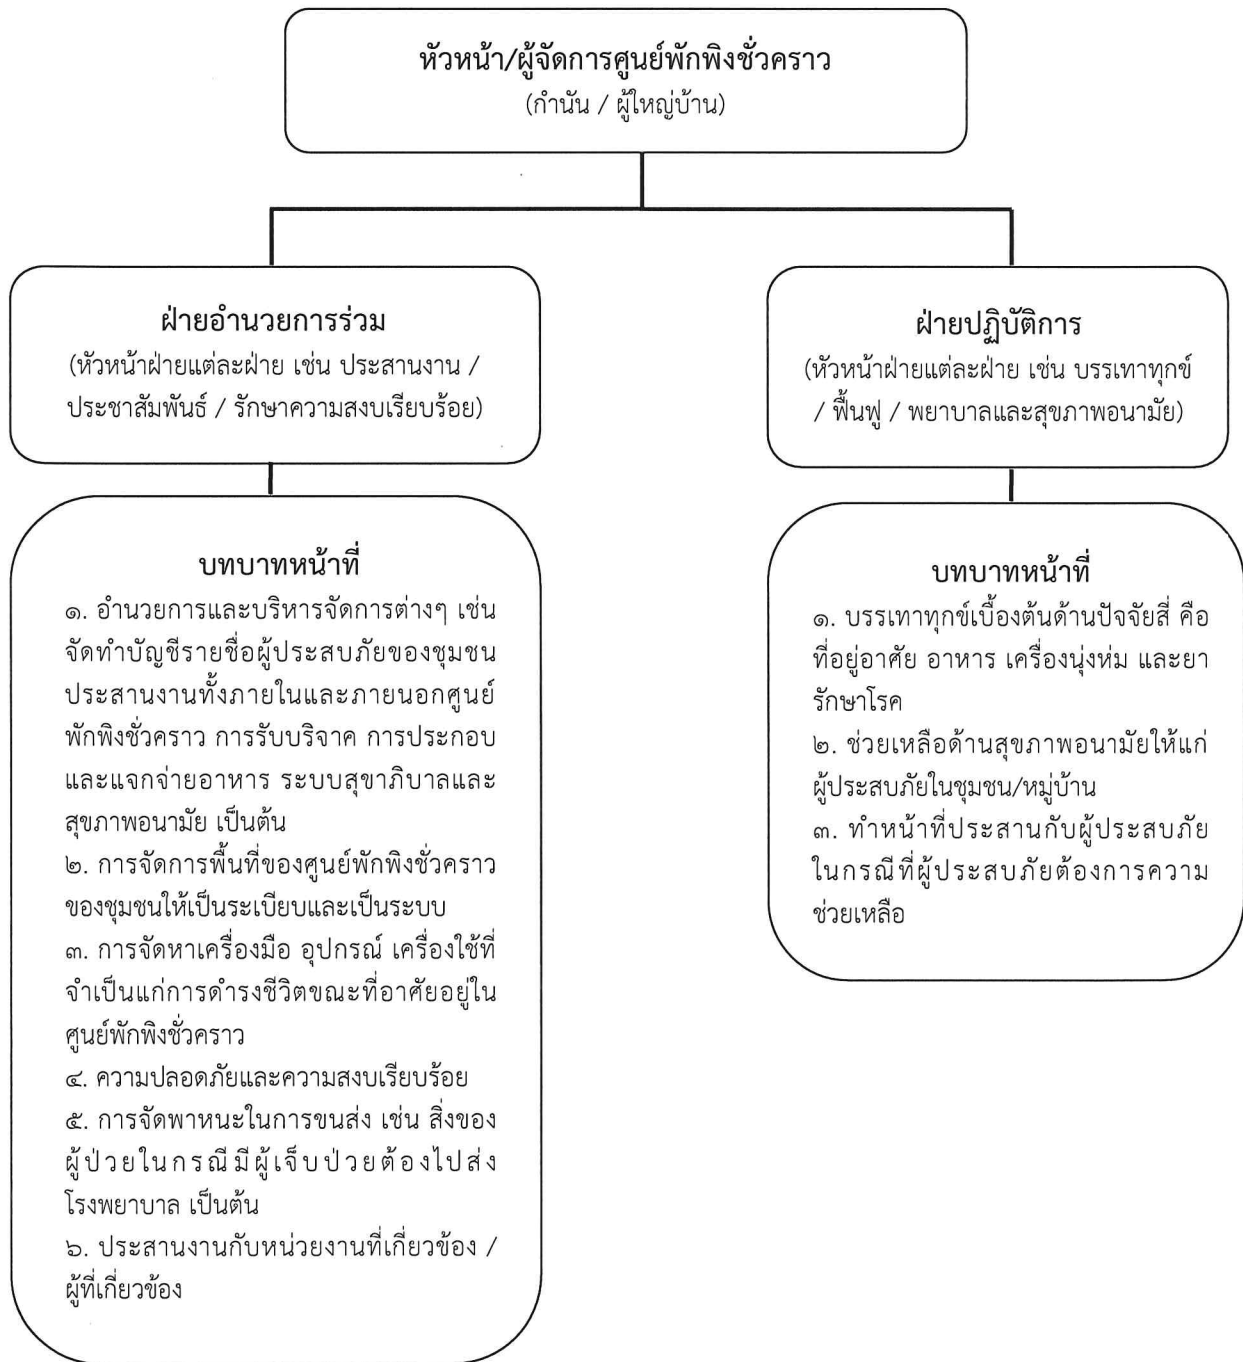 หัวหน้า/ผู้จัดการศูนย์พักพิงชั่วคราว
(กำนัน / ผู้ใหญ่บ้าน)
ฝ่ายอำนวยการร่วม
(หัวหน้าฝ่ายแต่ละฝ่าย เช่น ประสานงาน /
ประชาสัมพันธ์ / รักษาความสงบเรียบร้อย)
ฝ่ายปฏิบัติการ
(หัวหน้าฝ่ายแต่ละฝ่าย เช่น บรรเทาทุกข์
/ ฟื้นฟู / พยาบาลและสุขภาพอนามัย)
บทบาทหน้าที่
๑. อำนวยการและบริหารจัดการต่างๆ เช่น
จัดทำบัญชีรายชื่อผู้ประสบภัยของชุมชน
ประสานงานทั้งภายในและภายนอกศูนย์
พักพิงชั่วคราว การรับบริจาค การประกอบ
และแจกจ่ายอาหาร ระบบสุขาภิบาลและ
สุขภาพอนามัย เป็นต้น
๒. การจัดการพื้นที่ของศูนย์พักพิงชั่วคราว
ของชุมชนให้เป็นระเบียบและเป็นระบบ
๓. การจัดหาเครื่องมือ อุปกรณ์ เครื่องใช้ที่
จำเป็นแก่การดำรงชีวิตขณะที่อาศัยอยู่ใน
ศูนย์พักพิงชั่วคราว
๔. ความปลอดภัยและความสงบเรียบร้อย
๕. การจัดพาหนะในการขนส่ง เช่น สิ่งของ
ผู้ป่วยในกรณีมีผู้เจ็บป่วยต้องไปส่ง
โรงพยาบาล เป็นต้น
๖. ประสานงานกับหน่วยงานที่เกี่ยวข้อง /
ผู้ที่เกี่ยวข้อง
บทบาทหน้าที่
๑. บรรเทาทุกข์เบื้องต้นด้านปัจจัยสี่ คือ
ที่อยู่อาศัย อาหาร เครื่องนุ่งห่ม และยา
รักษาโรค
๒. ช่วยเหลือด้านสุขภาพอนามัยให้แก่
ผู้ประสบภัยในชุมชน/หมู่บ้าน
๓. ทำหน้าที่ประสานกับผู้ประสบภัย
ในกรณีที่ผู้ประสบภัยต้องการความ
ช่วยเหลือ